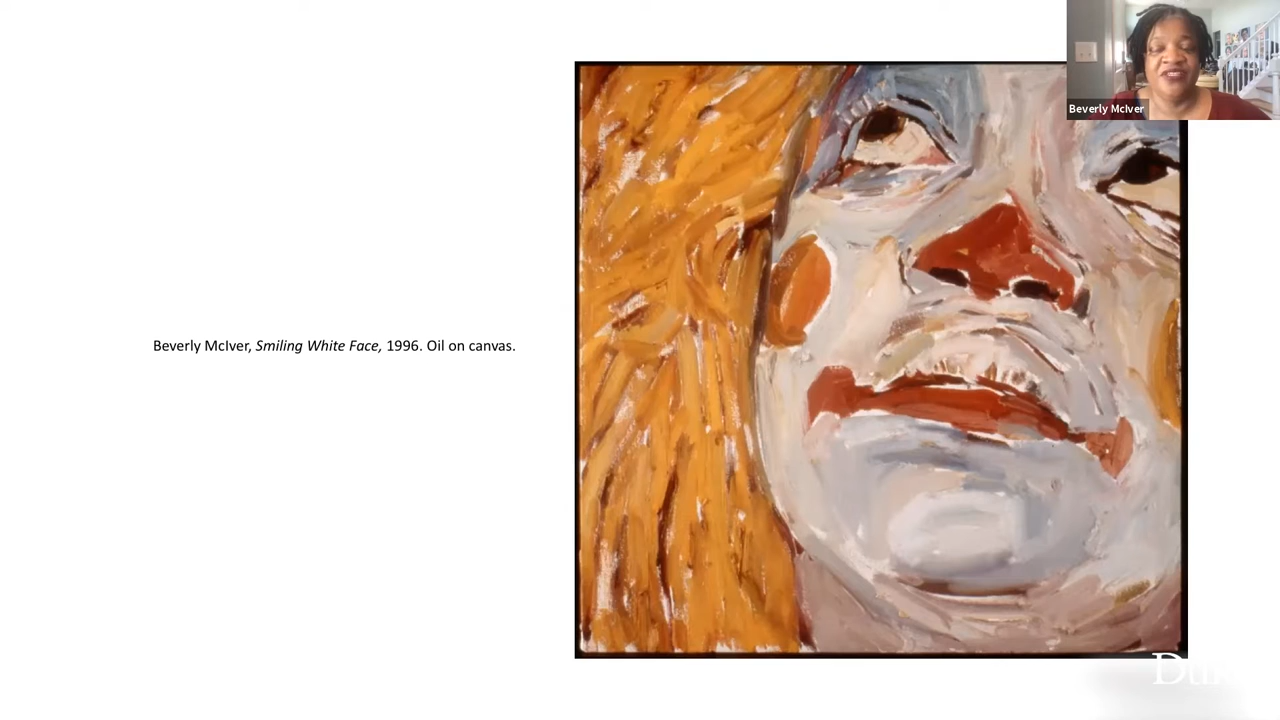 Beverly McIver
Beverly McIver, Smiling White Face, 1996. Oil on canvas.